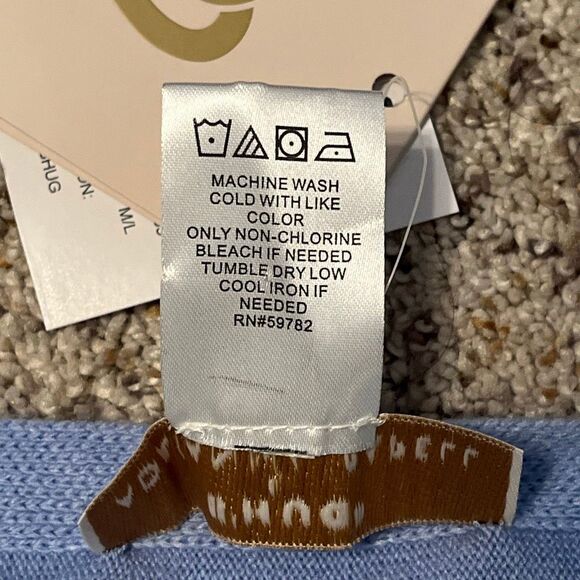 MACHINE WASH
COLD WITH LIKE
COLOR
ONLY NON-CHLORINE
BLEACH IF NEEDED
TUMBLE DRY LOW
COOL IRON IF
NEEDED
RN#59782
M/L